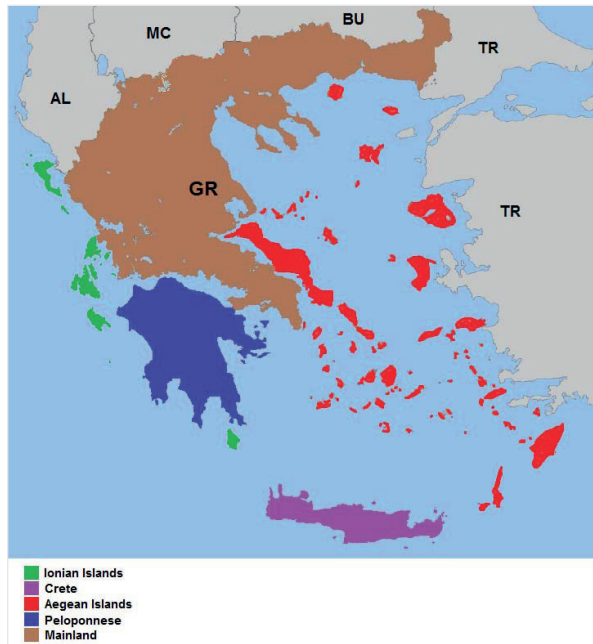 BU
MC
TR
AL
GR
TR
Ionian Islands
Crete
Aegean Islands
Peloponnese
Mainland